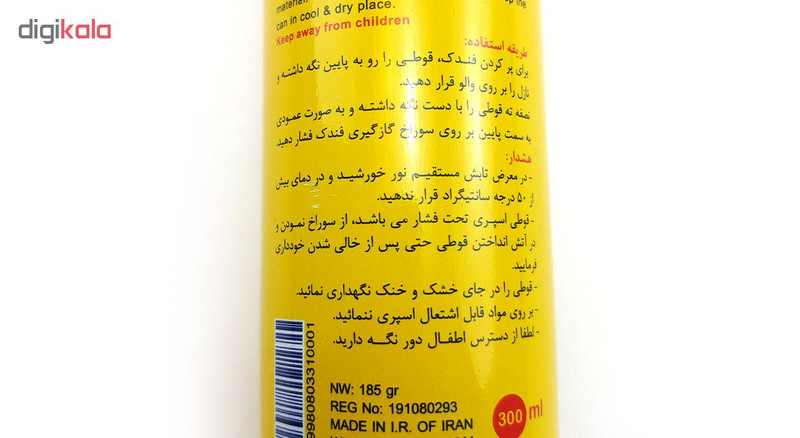 digikala
can in cool & dry place.
Keep away from children
طریقه استفاده:
برای پر کردن فندک، قوطی را رو به پایین نگه داشته و
نازل را بر روی والو قرار دهید.
نصفه ته قوطی را با دست نگه داشته و به صورت عمودی
به سمت پایین بر روی سوراخ گازگیری فندک فشار دهید.
هشدار:
- در معرض تابش مستقیم نور خورشید و در دمای بیش
از ۵۰ درجه سانتیگراد قرار ندهید.
- قوطی اسپری تحت فشار می باشد، از سوراخ نمودن و
در آتش انداختن قوطی حتی پس از خالی شدن خودداری
فرمایید.
- قوطی را در جای خشک و خنک نگهداری نمائید.
- بر روی مواد قابل اشتعال اسپری ننمائید.
- لطفا از دسترس اطفال دور نگه دارید.
9980803310001
NW: 185 gr
REG No: 191080293
MADE IN I.R. OF IRAN
300 ml